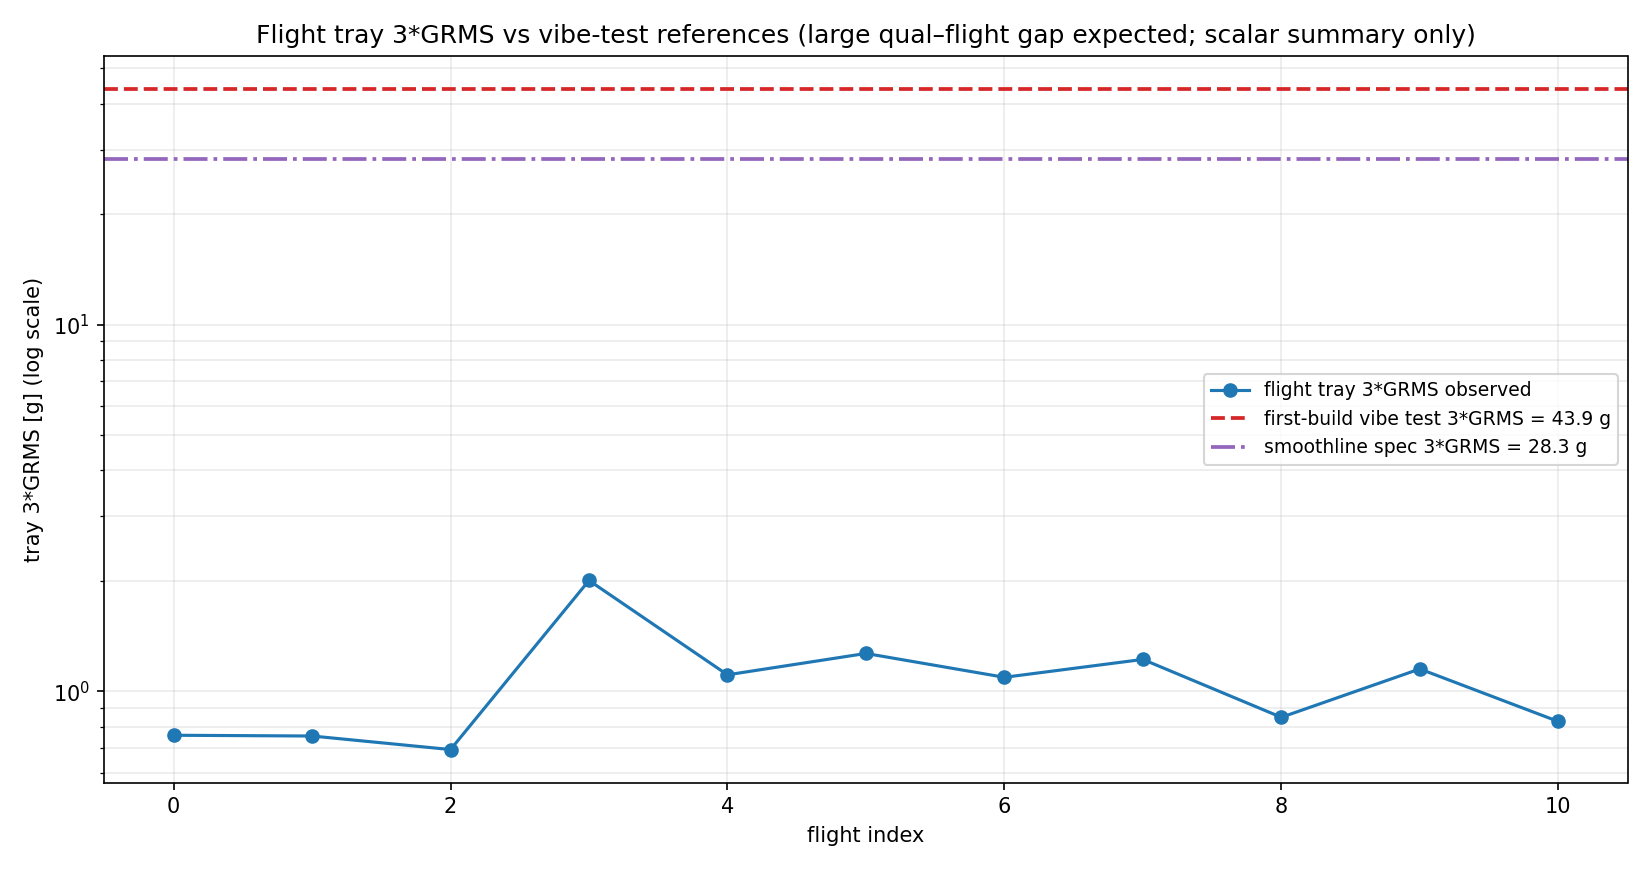 Flight tray 3*GRMS vs vibe-test references (large qual–flight gap expected; scalar summary only)
tray 3*GRMS [g] (log scale)
10¹
10⁰
flight tray 3*GRMS observed
first-build vibe test 3*GRMS = 43.9 g
smoothline spec 3*GRMS = 28.3 g
0 2 4 6 8 10
flight index